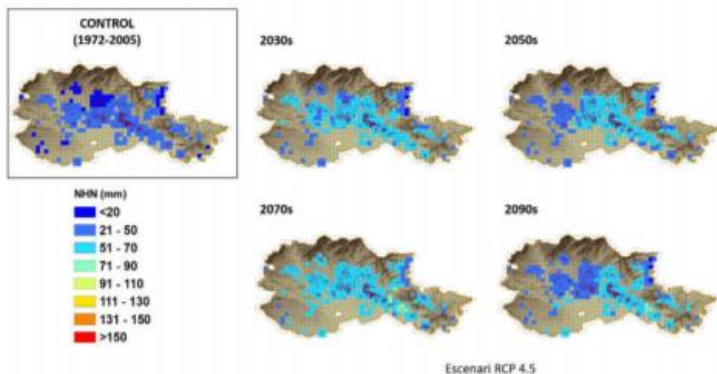 CONTROL
(1972-2005)
2030s
2050s
NHN (mm)
<20
21 - 50
51 - 70
71 - 90
91 - 110
111 - 130
131 - 150
>150
2070s
2090s
Escenari RCP 4.5